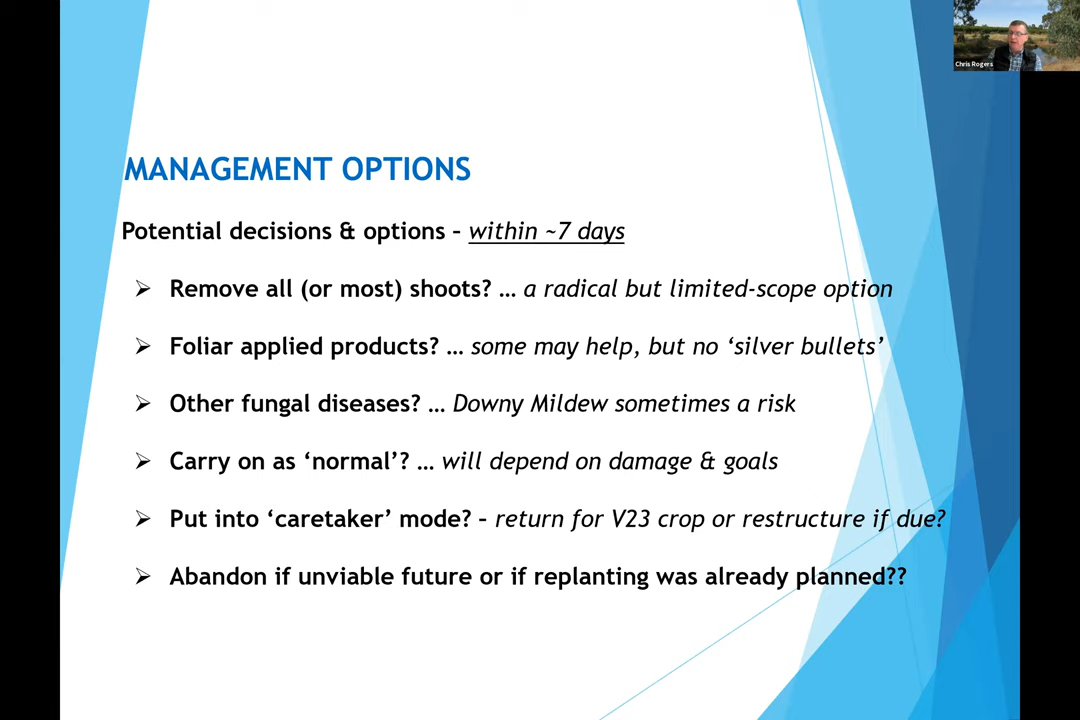 Chris Rogers
MANAGEMENT OPTIONS
Potential decisions & options – within ~7 days
➢ Remove all (or most) shoots? … a radical but limited-scope option
➢ Foliar applied products? … some may help, but no ‘silver bullets’
➢ Other fungal diseases? … Downy Mildew sometimes a risk
➢ Carry on as ‘normal’? … will depend on damage & goals
➢ Put into ‘caretaker’ mode? – return for V23 crop or restructure if due?
➢ Abandon if unviable future or if replanting was already planned??